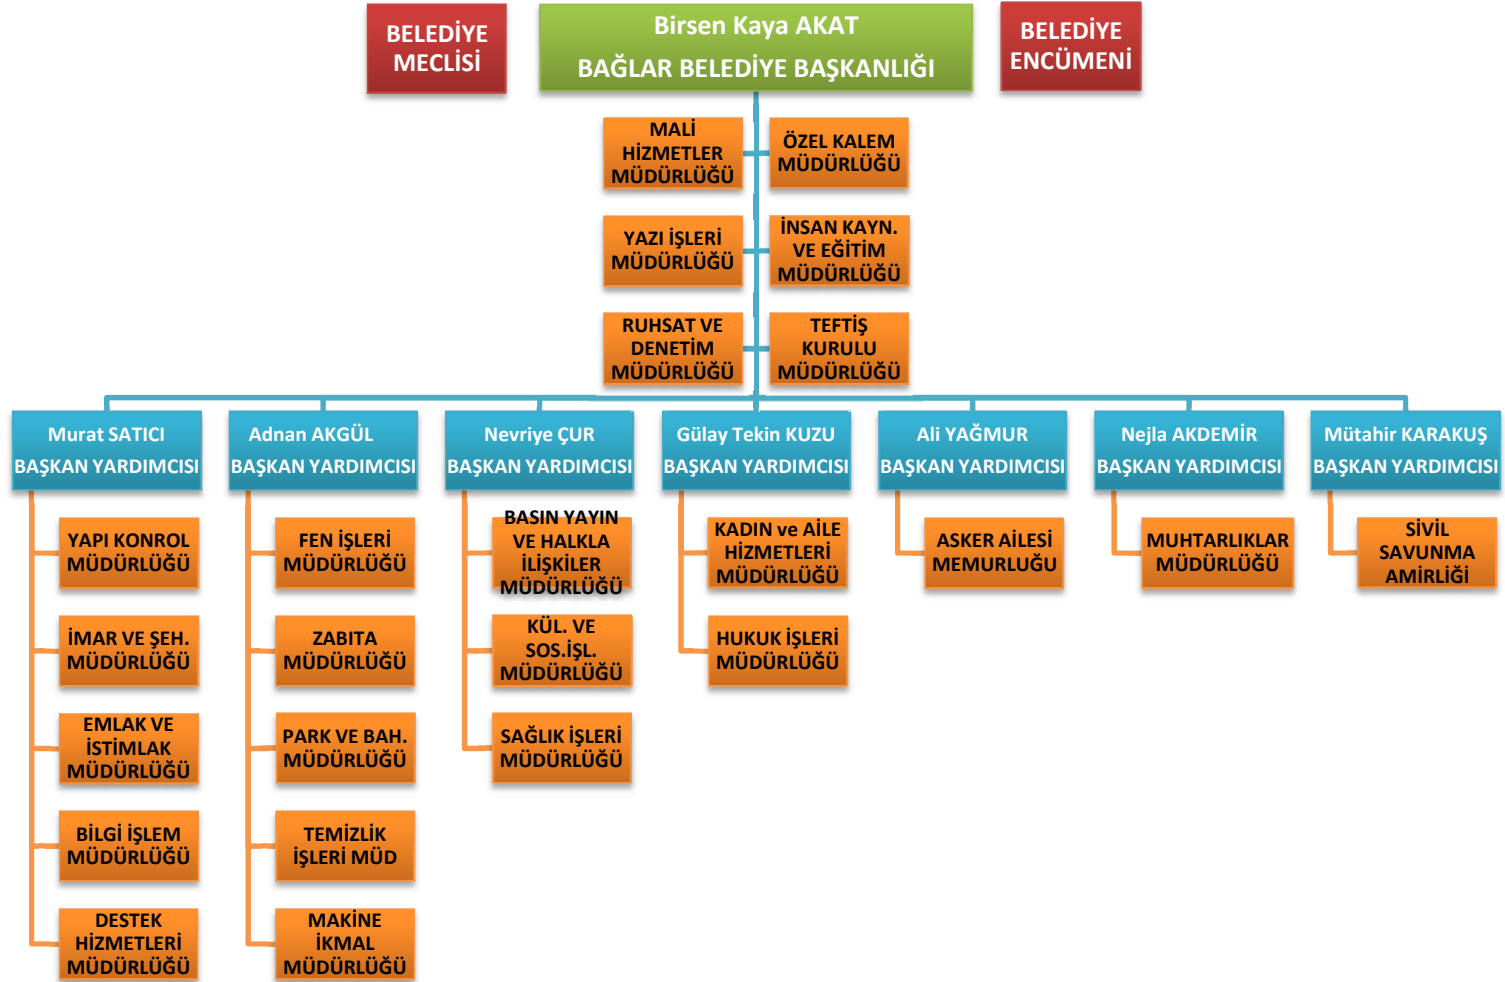 BELEDİYE
MECLİSİ
Birsen Kaya AKAT
BAĞLAR BELEDİYE BAŞKANLIĞI
BELEDİYE
ENCÜMENİ
MALİ
HİZMETLER
MÜDÜRLÜĞÜ
ÖZEL KALEM
MÜDÜRLÜĞÜ
YAZI İŞLERİ
MÜDÜRLÜĞÜ
İNSAN KAYN.
VE EĞİTİM
MÜDÜRLÜĞÜ
RUHSAT VE
DENETİM
MÜDÜRLÜĞÜ
TEFTİŞ
KURULU
MÜDÜRLÜĞÜ
Murat SATICI
BAŞKAN YARDIMCISI
Adnan AKGÜL
BAŞKAN YARDIMCISI
Nevriye ÇUR
BAŞKAN YARDIMCISI
Gülay Tekin KUZU
BAŞKAN YARDIMCISI
Ali YAĞMUR
BAŞKAN YARDIMCISI
Nejla AKDEMİR
BAŞKAN YARDIMCISI
Mütahir KARAKUŞ
BAŞKAN YARDIMCISI
YAPI KONROL
MÜDÜRLÜĞÜ
İMAR VE ŞEH.
MÜDÜRLÜĞÜ
EMLAK VE
İSTİMLAK
MÜDÜRLÜĞÜ
BİLGİ İŞLEM
MÜDÜRLÜĞÜ
DESTEK
HİZMETLERİ
MÜDÜRLÜĞÜ
FEN İŞLERİ
MÜDÜRLÜĞÜ
ZABITA
MÜDÜRLÜĞÜ
PARK VE BAH.
MÜDÜRLÜĞÜ
TEMİZLİK
İŞLERİ MÜD
MAKİNE
İKMAL
MÜDÜRLÜĞÜ
BASIN YAYIN
VE HALKLA
İLİŞKİLER
MÜDÜRLÜĞÜ
KÜL. VE
SOS.İŞL.
MÜDÜRLÜĞÜ
SAĞLIK İŞLERİ
MÜDÜRLÜĞÜ
KADIN ve AİLE
HİZMETLERİ
MÜDÜRLÜĞÜ
HUKUK İŞLERİ
MÜDÜRLÜĞÜ
ASKER AİLESİ
MEMURLUĞU
MUHTARLIKLAR
MÜDÜRLÜĞÜ
SİVİL
SAVUNMA
AMİRLİĞİ